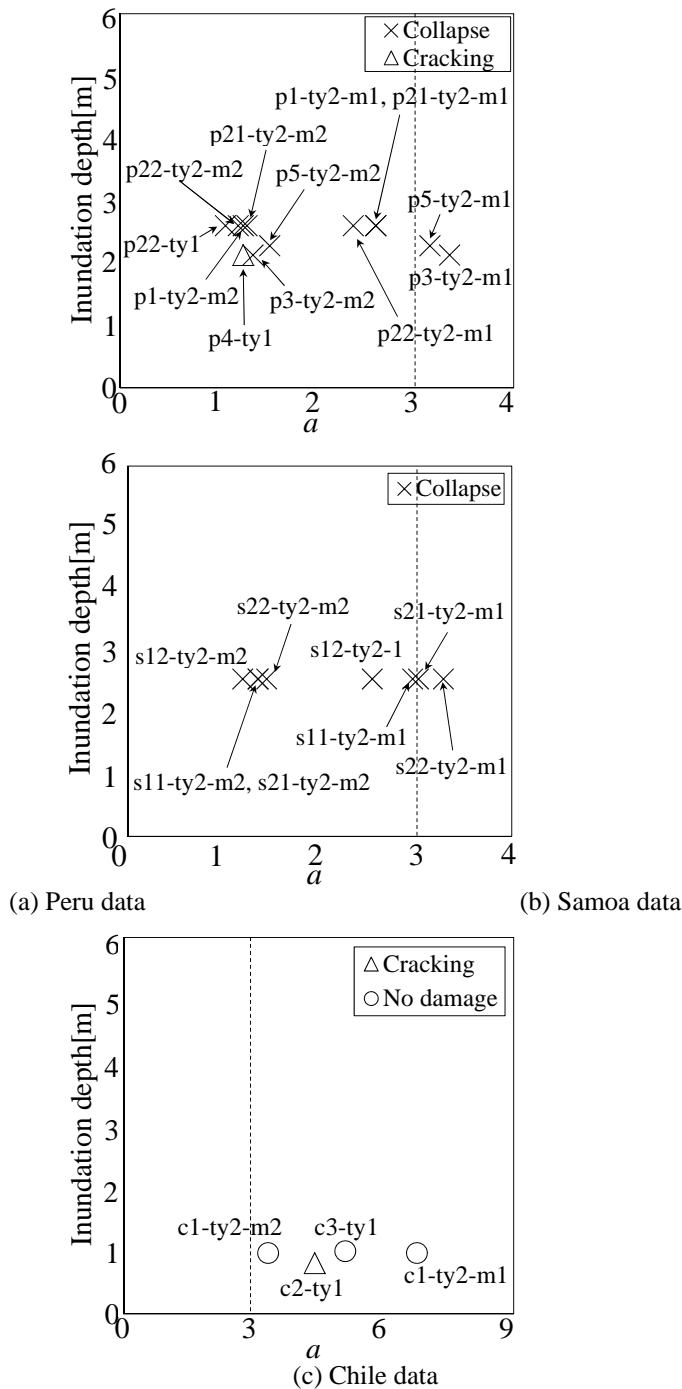 6
× Collapse
△ Cracking
5
p1-ty2-m1, p21-ty2-m1
4
p21-ty2-m2
p22-ty2-m2
p5-ty2-m2
3
p5-ty2-m1
p22-ty1
2
p3-ty2-m1
p1-ty2-m2
p3-ty2-m2
p4-ty1
p22-ty2-m1
1
0
Inundation depth[m]
0 1 2 3 4
a
6
× Collapse
5
4
s22-ty2-m2
s21-ty2-m1
3
s12-ty2-m2
s12-ty2-1
2
s11-ty2-m1
s22-ty2-m1
s11-ty2-m2, s21-ty2-m2
1
0
Inundation depth[m]
0 1 2 3 4
a
(a) Peru data (b) Samoa data
6
△ Cracking
○ No damage
5
4
3
2
c1-ty2-m2
c3-ty1
1
c2-ty1
c1-ty2-m1
0
Inundation depth[m]
0 3 6 9
a
(c) Chile data